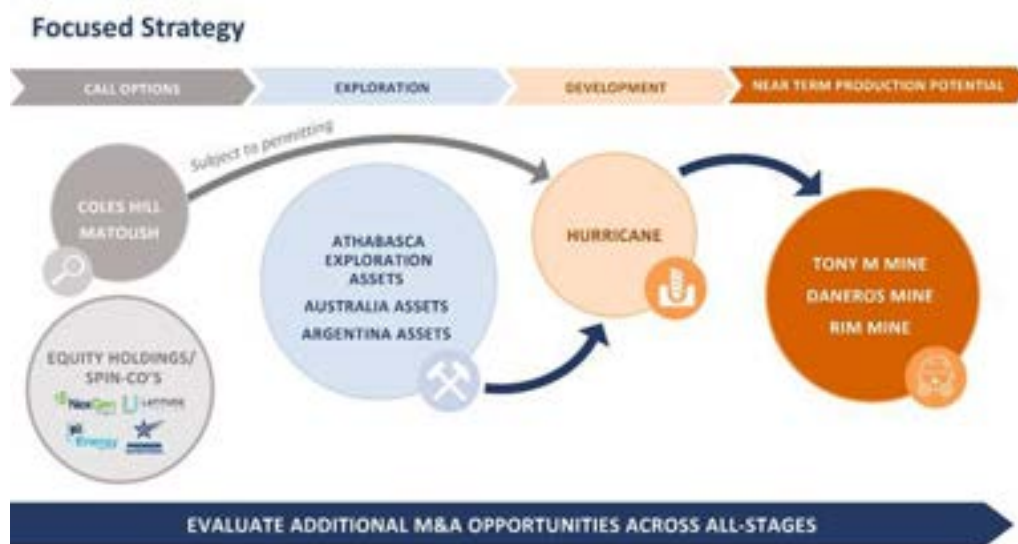 Focused Strategy
CALL OPTIONS
EXPLORATION
DEVELOPMENT
NEAR TERM PRODUCTION POTENTIAL
Subject to permitting
COLES HILL
MATOUSH
ATHABASCA
EXPLORATION
ASSETS
AUSTRALIA ASSETS
ARGENTINA ASSETS
HURRICANE
TONY M MINE
DANEROS MINE
RIM MINE
EQUITY HOLDINGS/
SPIN-CO'S
NexGen
Energy
EVALUATE ADDITIONAL M&A OPPORTUNITIES ACROSS ALL-STAGES